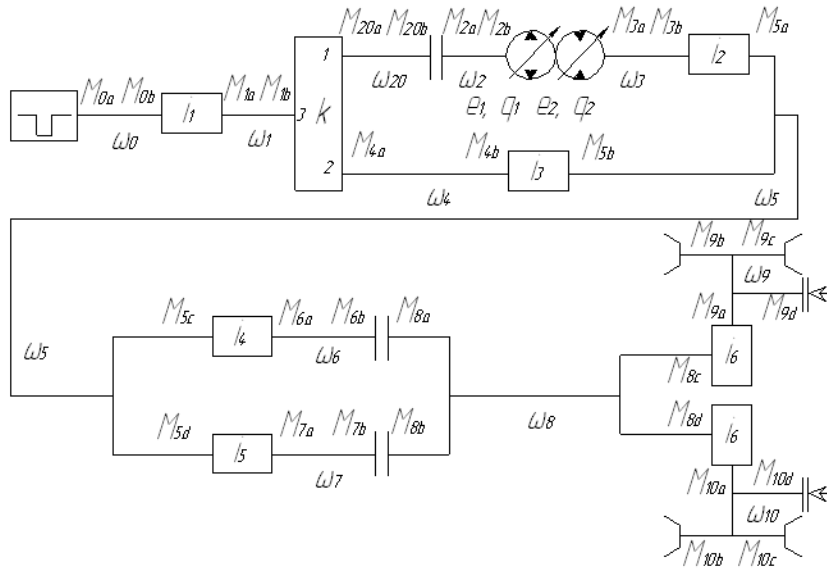 M20a M20b M2a M2b M3a M3b M5a
1 i2
ω20 ω2 ω3
M0a M0b i1 M1a M1b 3 k e1, q1 e2, q2
ω0 ω1
2 M4a M4b i3 M5b
ω4 ω5
M9b M9c
ω9
M9a M9d
M5c i4 M6a M6b M8a
ω5 ω6 M8c i6
ω8 M8d i6
M5d i5 M7a M7b M8b
ω7 M10a M10d
ω10
M10b M10c